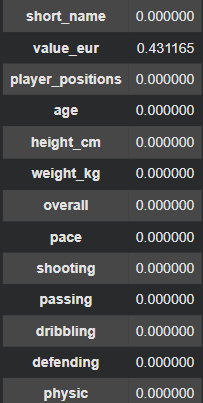 short_name 0.000000
value_eur 0.431165
player_positions 0.000000
age 0.000000
height_cm 0.000000
weight_kg 0.000000
overall 0.000000
pace 0.000000
shooting 0.000000
passing 0.000000
dribbling 0.000000
defending 0.000000
physic 0.000000